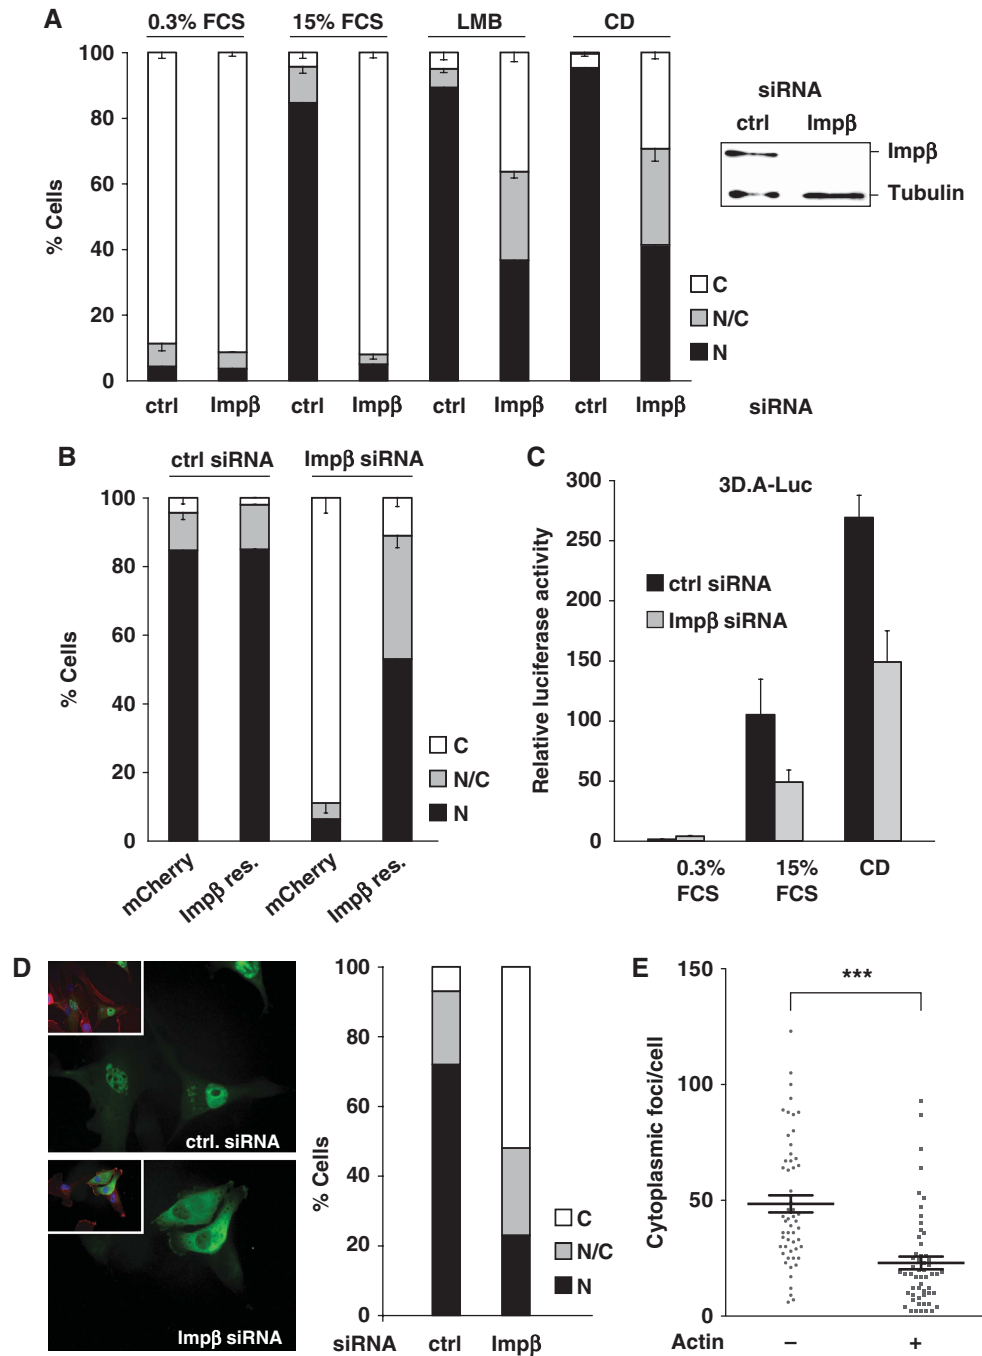 A
0.3% FCS 15% FCS LMB CD
100
80
60
40
20
0
% Cells
ctrl Impβ ctrl Impβ ctrl Impβ ctrl Impβ siRNA
C
N/C
N
siRNA
ctrl Impβ
Impβ
Tubulin
B
ctrl siRNA Impβ siRNA
100
80
60
40
20
0
% Cells
mCherry Impβ res. mCherry Impβ res.
C
N/C
N
C
3D.A-Luc
300
250
200
150
100
50
0
Relative luciferase activity
ctrl siRNA
Impβ siRNA
0.3% FCS
15% FCS
CD
D
ctrl. siRNA
Impβ siRNA
100
80
60
40
20
0
% Cells
siRNA ctrl Impβ
C
N/C
N
E
150
100
50
0
Cytoplasmic foci/cell
***
Actin – +